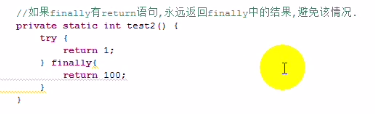 //如果finally有return语句,永远返回finally中的结果,避免该情况.
private static int test2() {
try {
return 1;
} finally{
return 100;
}
}